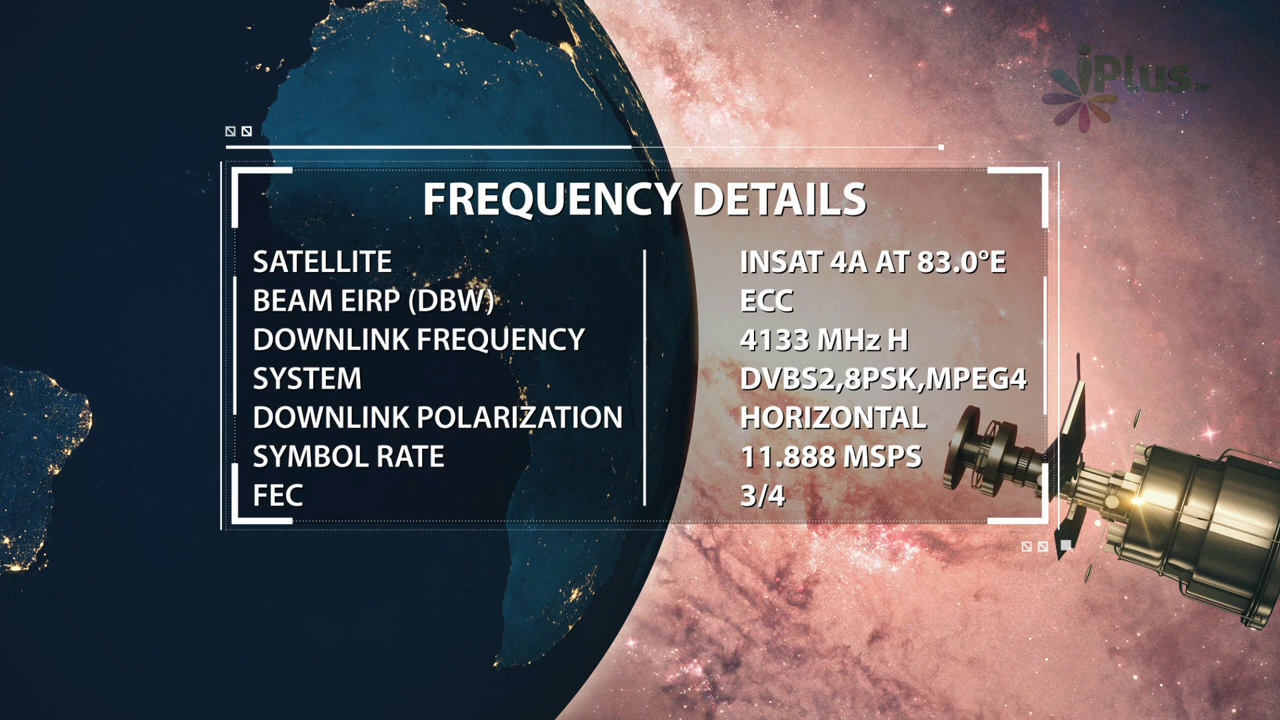 iPlus TM
FREQUENCY DETAILS
SATELLITE INSAT 4A AT 83.0°E
BEAM EIRP (DBW) ECC
DOWNLINK FREQUENCY 4133 MHz H
SYSTEM DVBS2,8PSK,MPEG4
DOWNLINK POLARIZATION HORIZONTAL
SYMBOL RATE 11.888 MSPS
FEC 3/4